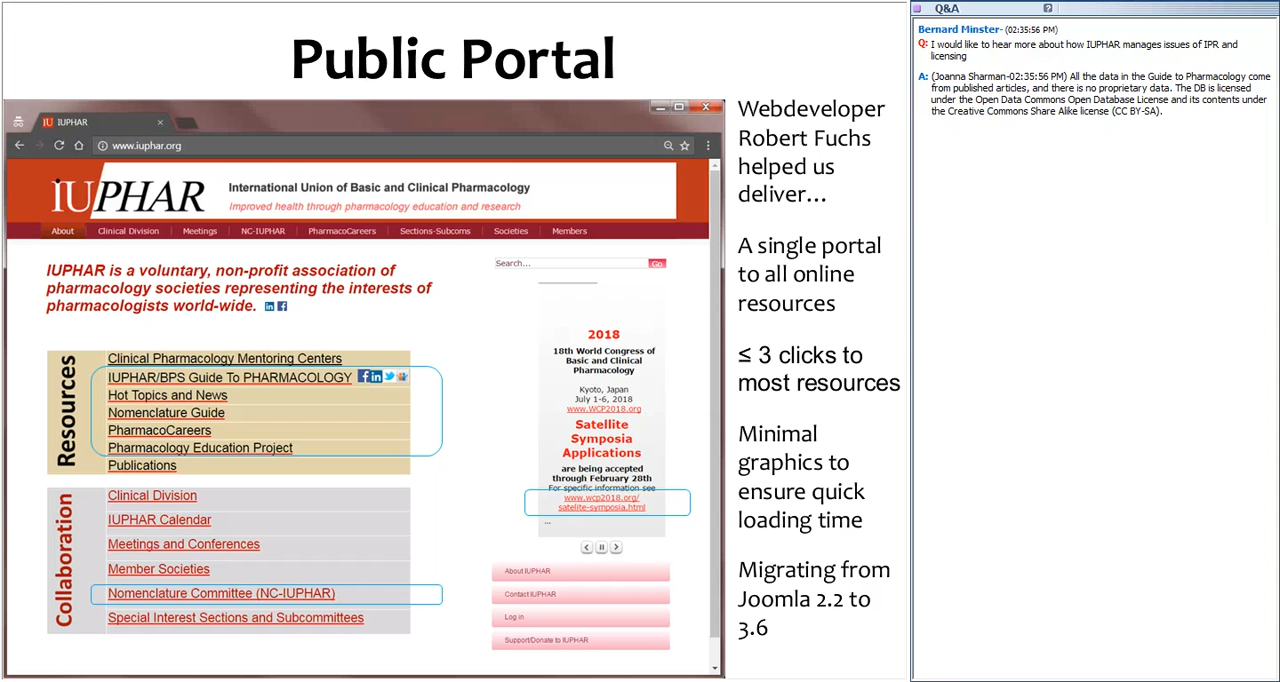 Public Portal
IUPHAR
www.iuphar.org
IUPHAR
International Union of Basic and Clinical Pharmacology
Improved health through pharmacology education and research
About Clinical Division Meetings NC-IUPHAR PharmacoCareers Sections-Subcoms Societies Members
IUPHAR is a voluntary, non-profit association of
pharmacology societies representing the interests of
pharmacologists world-wide.
Search... Go
Resources
Clinical Pharmacology Mentoring Centers
IUPHAR/BPS Guide To PHARMACOLOGY
Hot Topics and News
Nomenclature Guide
PharmacoCareers
Pharmacology Education Project
Publications
Collaboration
Clinical Division
IUPHAR Calendar
Meetings and Conferences
Member Societies
Nomenclature Committee (NC-IUPHAR)
Special Interest Sections and Subcommittees
2018
18th World Congress of
Basic and Clinical
Pharmacology
Kyoto, Japan
July 1-6, 2018
www.WCP2018.org
Satellite
Symposia
Applications
are being accepted
through February 28th
For specific information see
www.wcp2018.org/
satelite-symposia.html
...
About IUPHAR
Contact IUPHAR
Log in
Support/Donate to IUPHAR
Webdeveloper
Robert Fuchs
helped us
deliver...
A single portal
to all online
resources
≤ 3 clicks to
most resources
Minimal
graphics to
ensure quick
loading time
Migrating from
Joomla 2.2 to
3.6
Q&A
Bernard Minster- (02:35:56 PM)
Q: I would like to hear more about how IUPHAR manages issues of IPR and
licensing
A: (Joanna Sharman-02:35:56 PM) All the data in the Guide to Pharmacology come
from published articles, and there is no proprietary data. The DB is licensed
under the Open Data Commons Open Database License and its contents under
the Creative Commons Share Alike license (CC BY-SA).